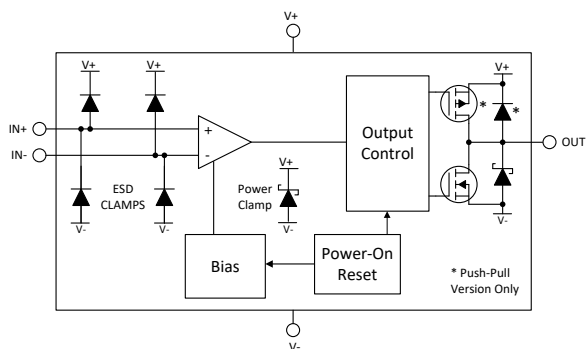 V+
V+
V+
V+
IN+
IN-
+
-
ESD
CLAMPS
V-
V-
Power
Clamp
V+
V-
Output
Control
*
*
OUT
V-
Bias
Power-On
Reset
* Push-Pull
Version Only
V-